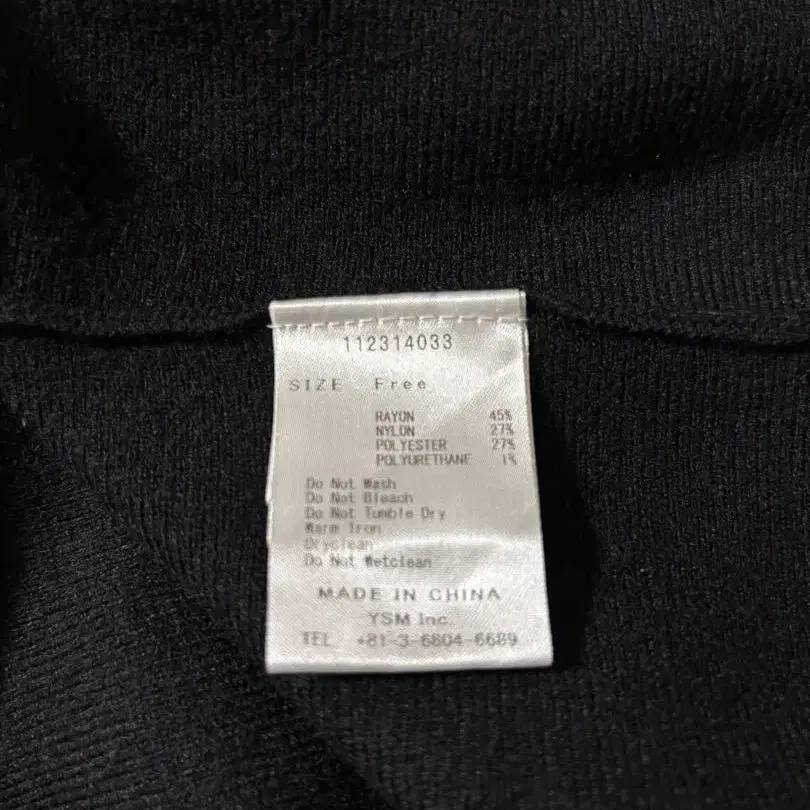 112314033
SIZE Free
RAYON 45%
NYLON 27%
POLYESTER 27%
POLYURETHANE 1%
Do Not Wash
Do Not Bleach
Do Not Tumble Dry
Warm Iron
Dryclean
Do Not Wetclean
MADE IN CHINA
YSM Inc.
TEL +81-3-6804-6689